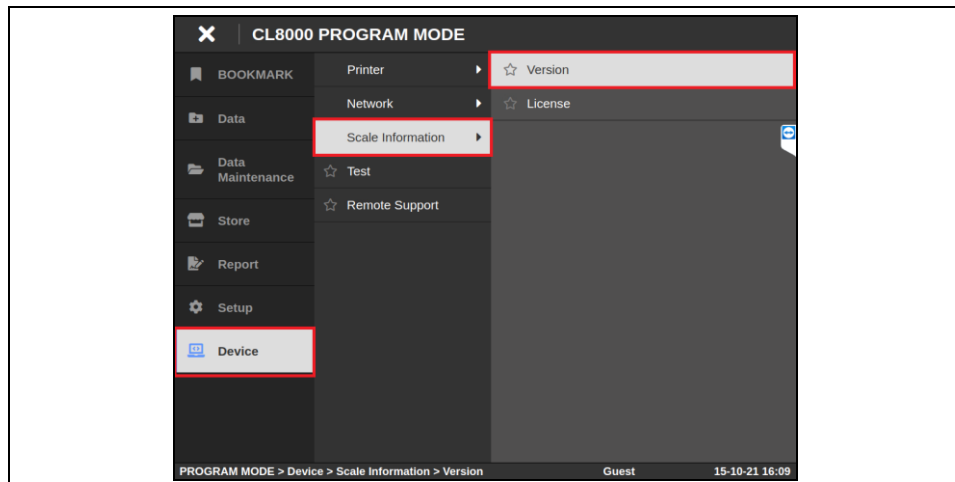 CL8000 PROGRAM MODE
BOOKMARK
Data
Data
Maintenance
Store
Report
Setup
Device
Printer
Network
Scale Information
Test
Remote Support
Version
License
PROGRAM MODE > Device > Scale Information > Version
Guest
15-10-21 16:09